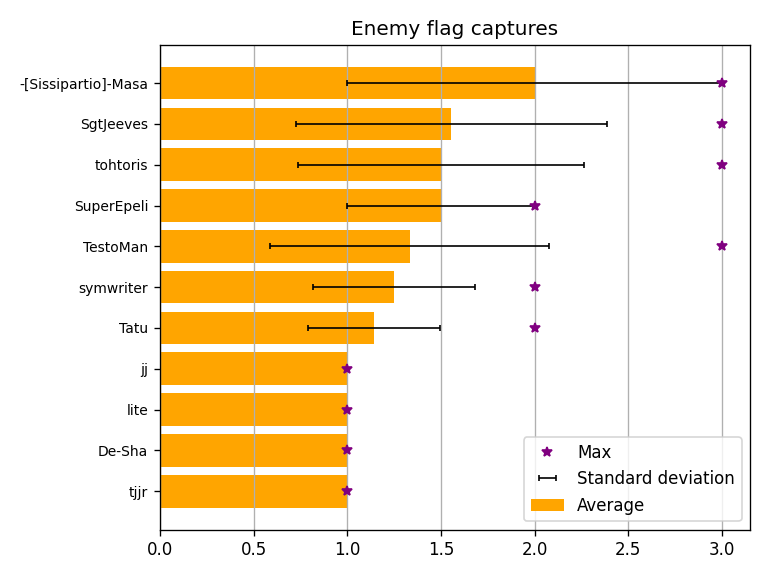 Enemy flag captures
-[Sissipartio]-Masa
SgtJeeves
tohtoris
SuperEpeli
TestoMan
symwriter
Tatu
jj
lite
De-Sha
tjjr
Max
Standard deviation
Average
0.0 0.5 1.0 1.5 2.0 2.5 3.0